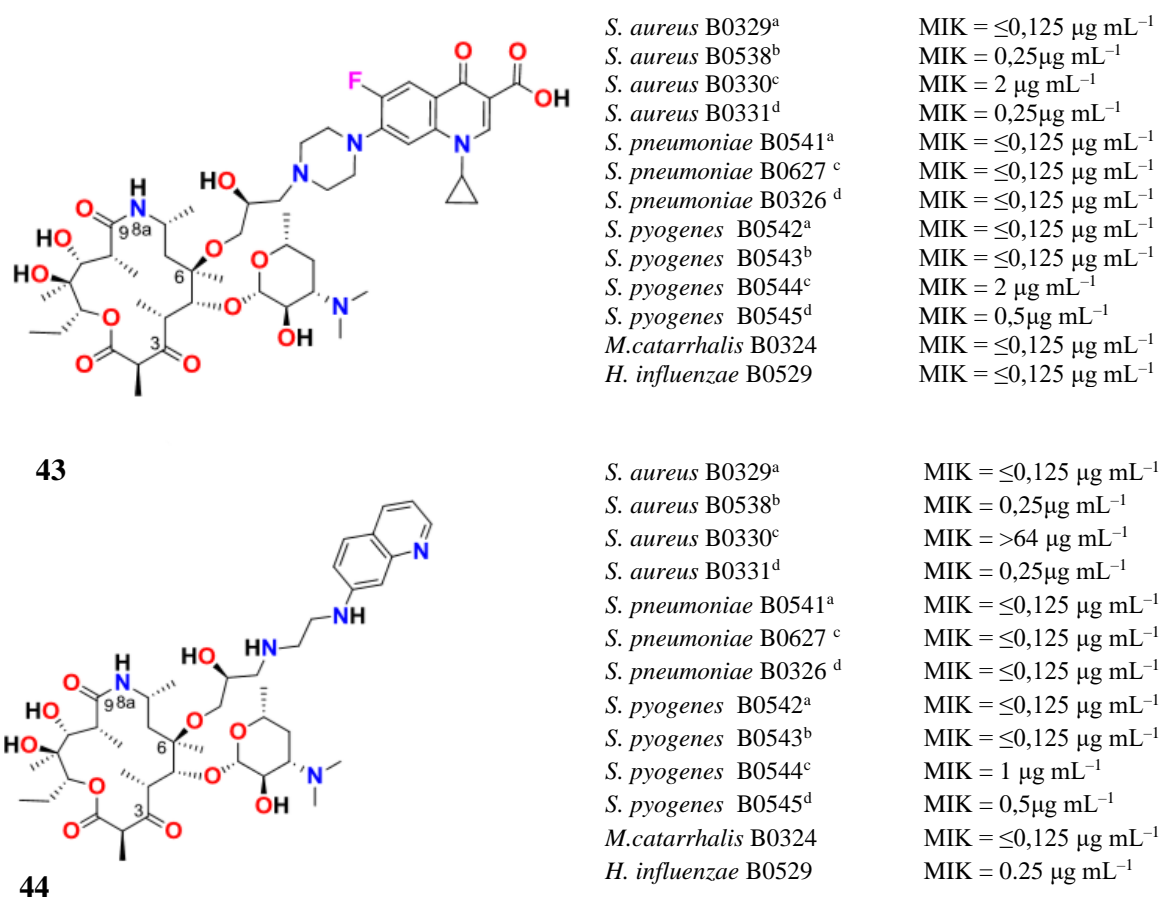 S. aureus B0329ᵃ MIK = ≤0,125 μg mL⁻¹
S. aureus B0538ᵇ MIK = 0,25μg mL⁻¹
S. aureus B0330ᶜ MIK = 2 μg mL⁻¹
S. aureus B0331ᵈ MIK = 0,25μg mL⁻¹
S. pneumoniae B0541ᵃ MIK = ≤0,125 μg mL⁻¹
S. pneumoniae B0627 ᶜ MIK = ≤0,125 μg mL⁻¹
S. pneumoniae B0326 ᵈ MIK = ≤0,125 μg mL⁻¹
S. pyogenes B0542ᵃ MIK = ≤0,125 μg mL⁻¹
S. pyogenes B0543ᵇ MIK = ≤0,125 μg mL⁻¹
S. pyogenes B0544ᶜ MIK = 2 μg mL⁻¹
S. pyogenes B0545ᵈ MIK = 0,5μg mL⁻¹
M.catarrhalis B0324 MIK = ≤0,125 μg mL⁻¹
H. influenzae B0529 MIK = ≤0,125 μg mL⁻¹
O O
F
OH
N N
N
HO
H
O N
9 8a
HO
O
HO
6
O
O
N
O
OH
3
O O
43
S. aureus B0329ᵃ MIK = ≤0,125 μg mL⁻¹
S. aureus B0538ᵇ MIK = 0,25μg mL⁻¹
S. aureus B0330ᶜ MIK = >64 μg mL⁻¹
S. aureus B0331ᵈ MIK = 0,25μg mL⁻¹
S. pneumoniae B0541ᵃ MIK = ≤0,125 μg mL⁻¹
S. pneumoniae B0627 ᶜ MIK = ≤0,125 μg mL⁻¹
S. pneumoniae B0326 ᵈ MIK = ≤0,125 μg mL⁻¹
S. pyogenes B0542ᵃ MIK = ≤0,125 μg mL⁻¹
S. pyogenes B0543ᵇ MIK = ≤0,125 μg mL⁻¹
S. pyogenes B0544ᶜ MIK = 1 μg mL⁻¹
S. pyogenes B0545ᵈ MIK = 0,5μg mL⁻¹
M.catarrhalis B0324 MIK = ≤0,125 μg mL⁻¹
H. influenzae B0529 MIK = 0.25 μg mL⁻¹
N
NH
HN
HO
H
O N
9 8a
HO
O
HO
6
O
O
N
O
OH
3
O O
44